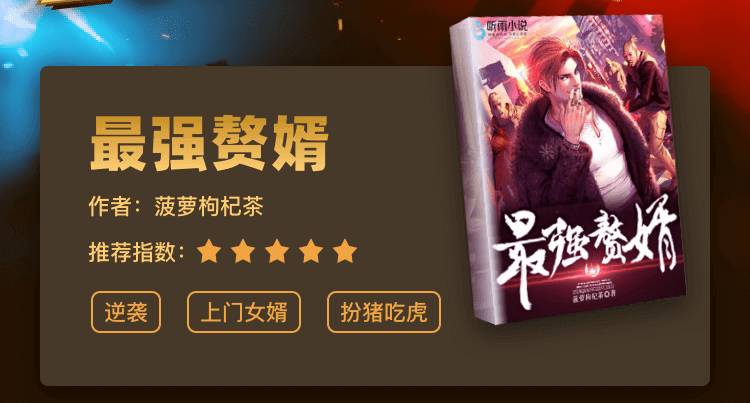 最强赘婿
作者：菠萝枸杞茶
推荐指数：
逆袭
上门女婿
扮猪吃虎
听雨小说
最强赘婿
菠萝枸杞茶 著